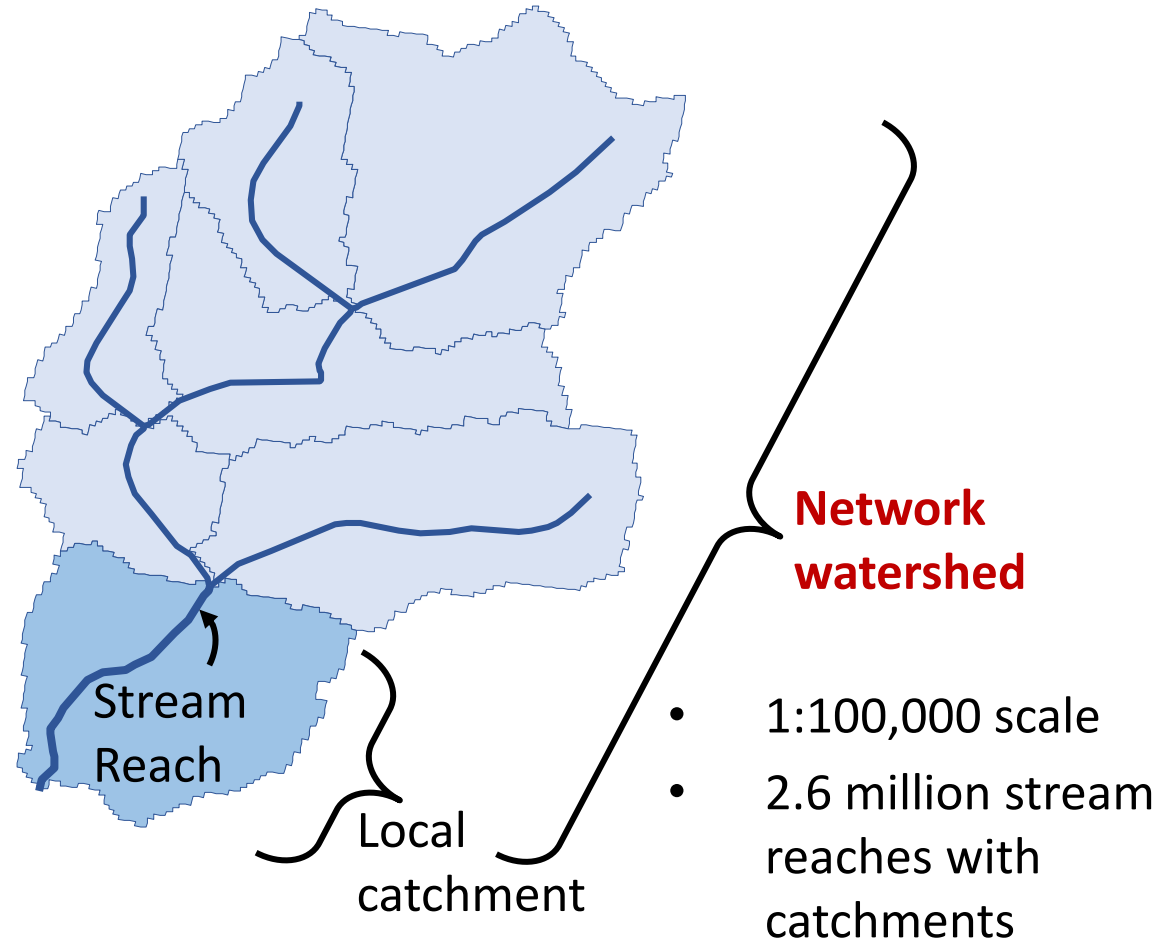 Network
watershed
Stream
Reach
Local
catchment
• 1:100,000 scale
• 2.6 million stream
reaches with
catchments